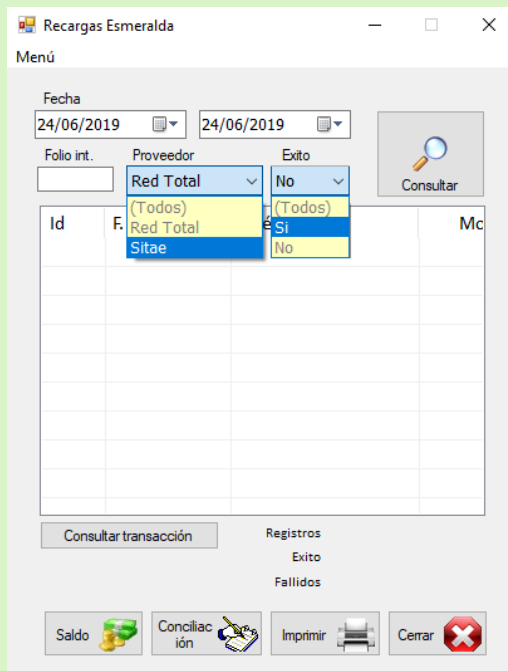 Recargas Esmeralda
Menú
Fecha
24/06/2019 24/06/2019
Folio int. Proveedor Exito
Red Total No
Consultar
(Todos) (Todos)
Id F. Red Total é Si Mc
Sitae No
Consultar transacción
Registros
Exito
Fallidos
Saldo Conciliac
ión Imprimir Cerrar